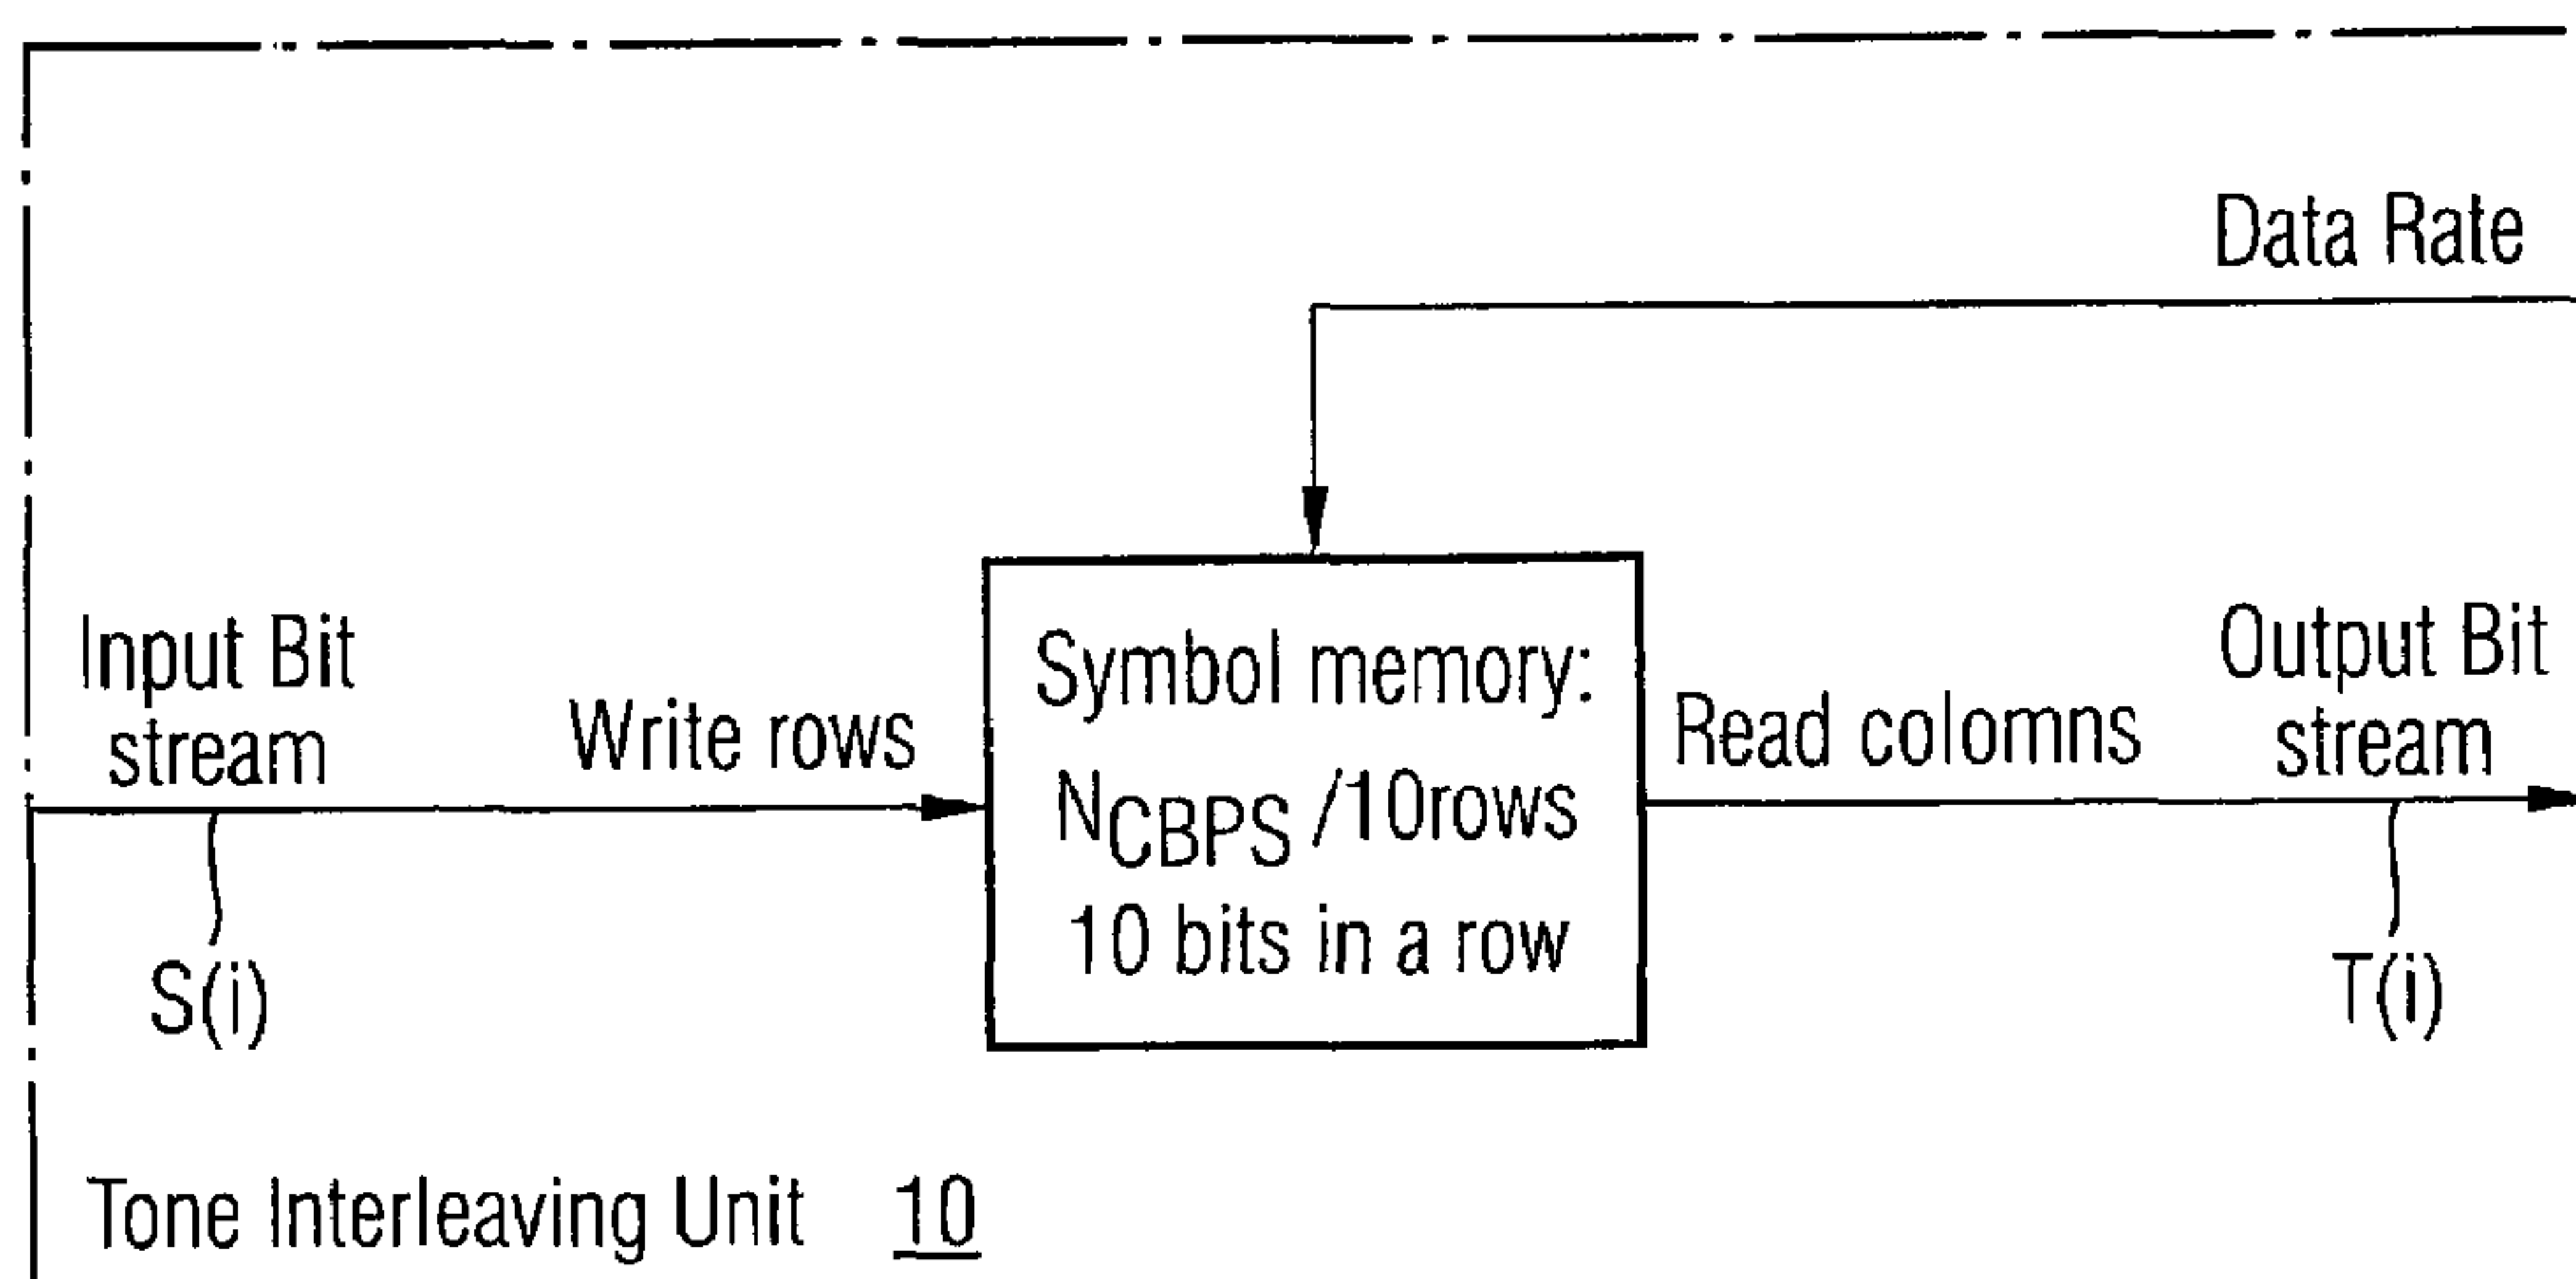 Data Rate
Input Bit
stream
Write rows
Symbol memory:
NCBPS /10rows
10 bits in a row
Read colomns
Output Bit
stream
S(i)
T(i)
Tone Interleaving Unit 10